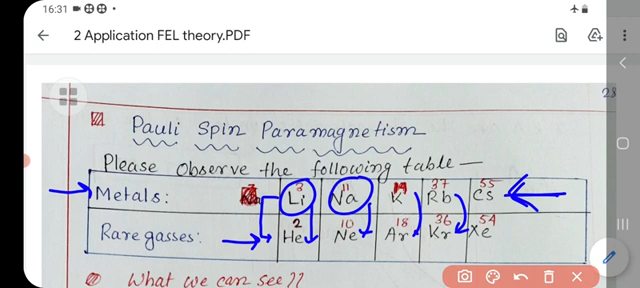 16:31
2 Application FEL theory.PDF
28
Pauli Spin Paramagnetism
Please observe the following table —
3 11 19 37 55
Metals: Li Na K Rb Cs
2 10 18 36 54
Rare gasses: He Ne Ar Kr Xe
What we can see ??